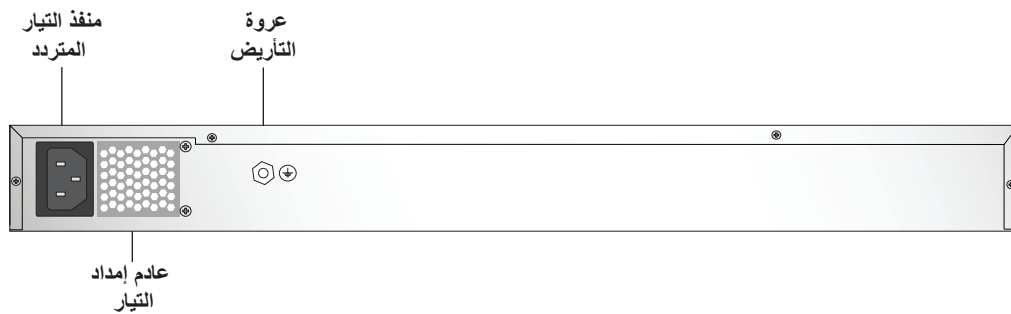 منفذ التيار
المتردد
عروة
التأريض
عادم إمداد
التيار